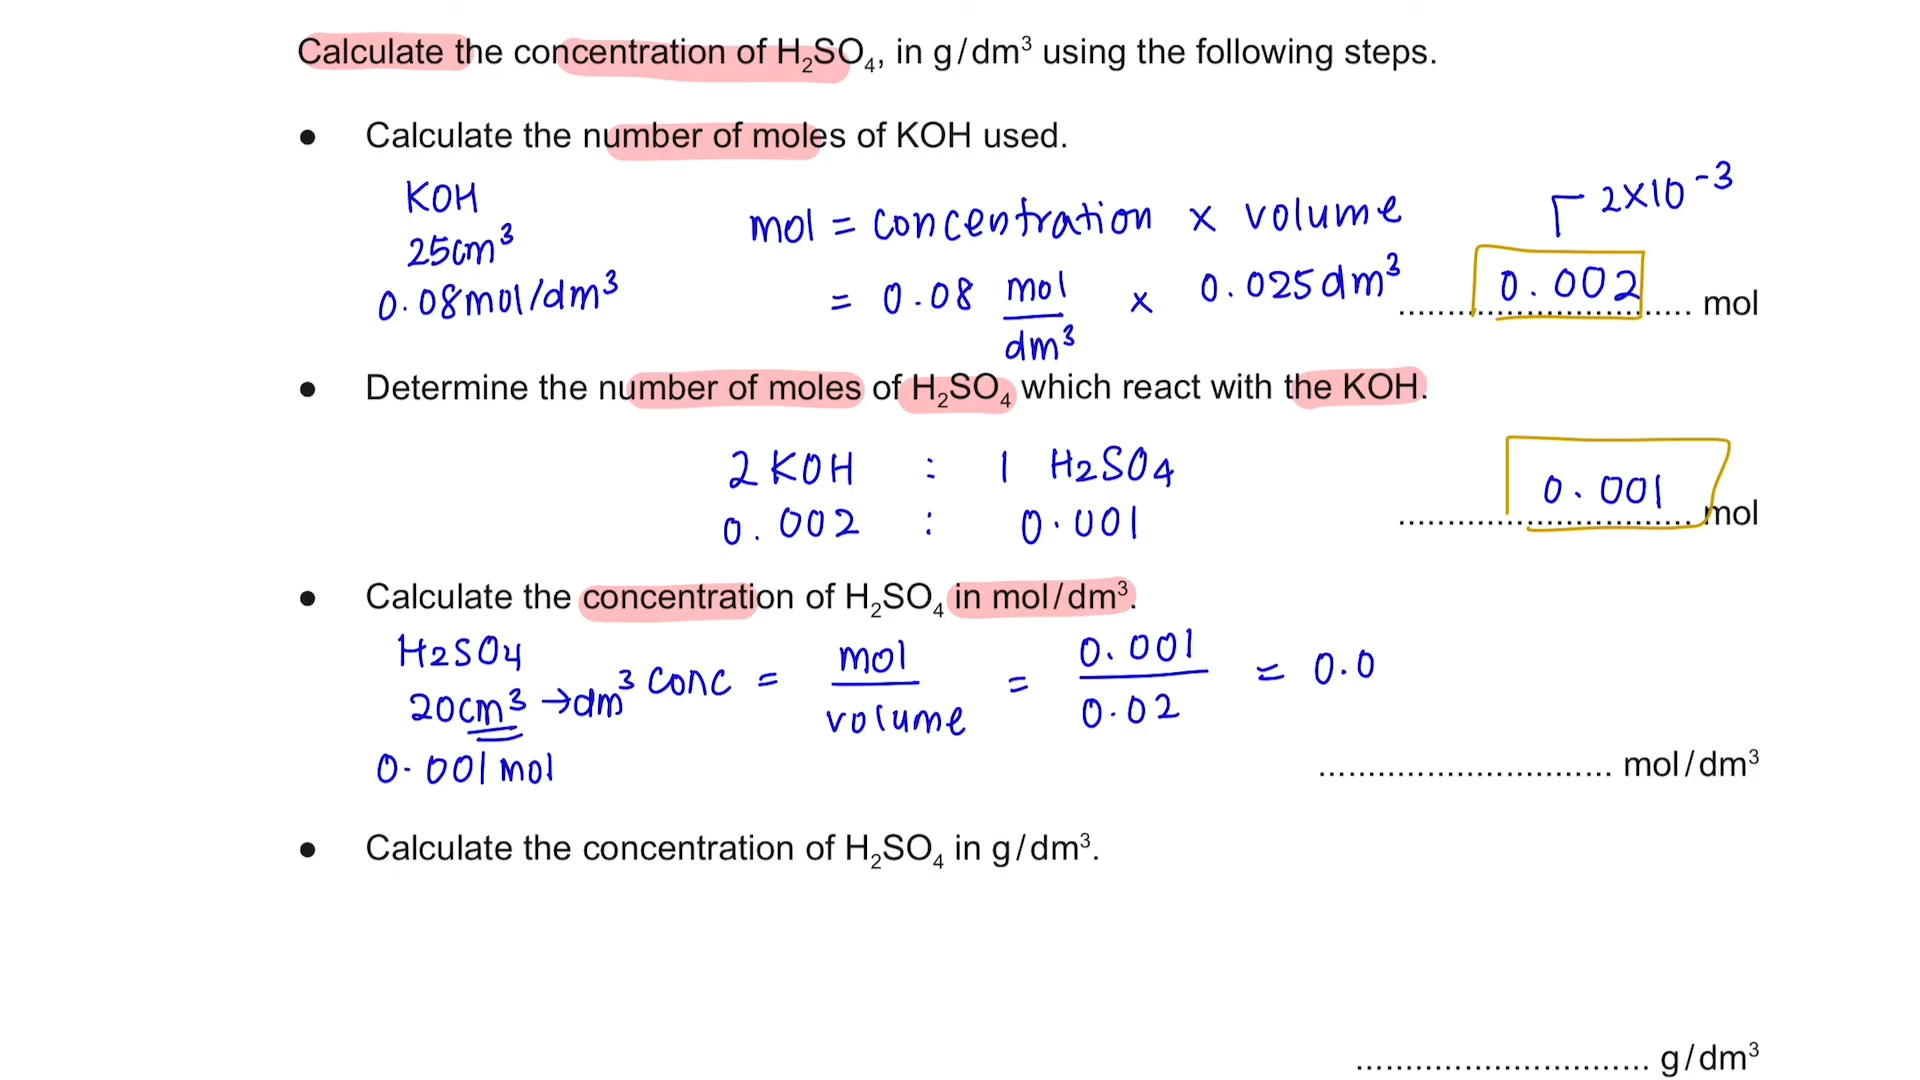 Calculate the concentration of H₂SO₄, in g/dm³ using the following steps.
• Calculate the number of moles of KOH used.
KOH
25cm³
0.08mol/dm³
mol = concentration x volume
= 0.08 mol/dm³ x 0.025dm³
2x10⁻³
0.002
.............................. mol
• Determine the number of moles of H₂SO₄ which react with the KOH.
2 KOH : 1 H2SO4
0.002 : 0.001
0.001
.............................. mol
• Calculate the concentration of H₂SO₄ in mol/dm³.
H2SO4
20cm³ →dm³
0.001mol
conc = mol/volume = 0.001/0.02 = 0.0
.............................. mol/dm³
• Calculate the concentration of H₂SO₄ in g/dm³.
.............................. g/dm³